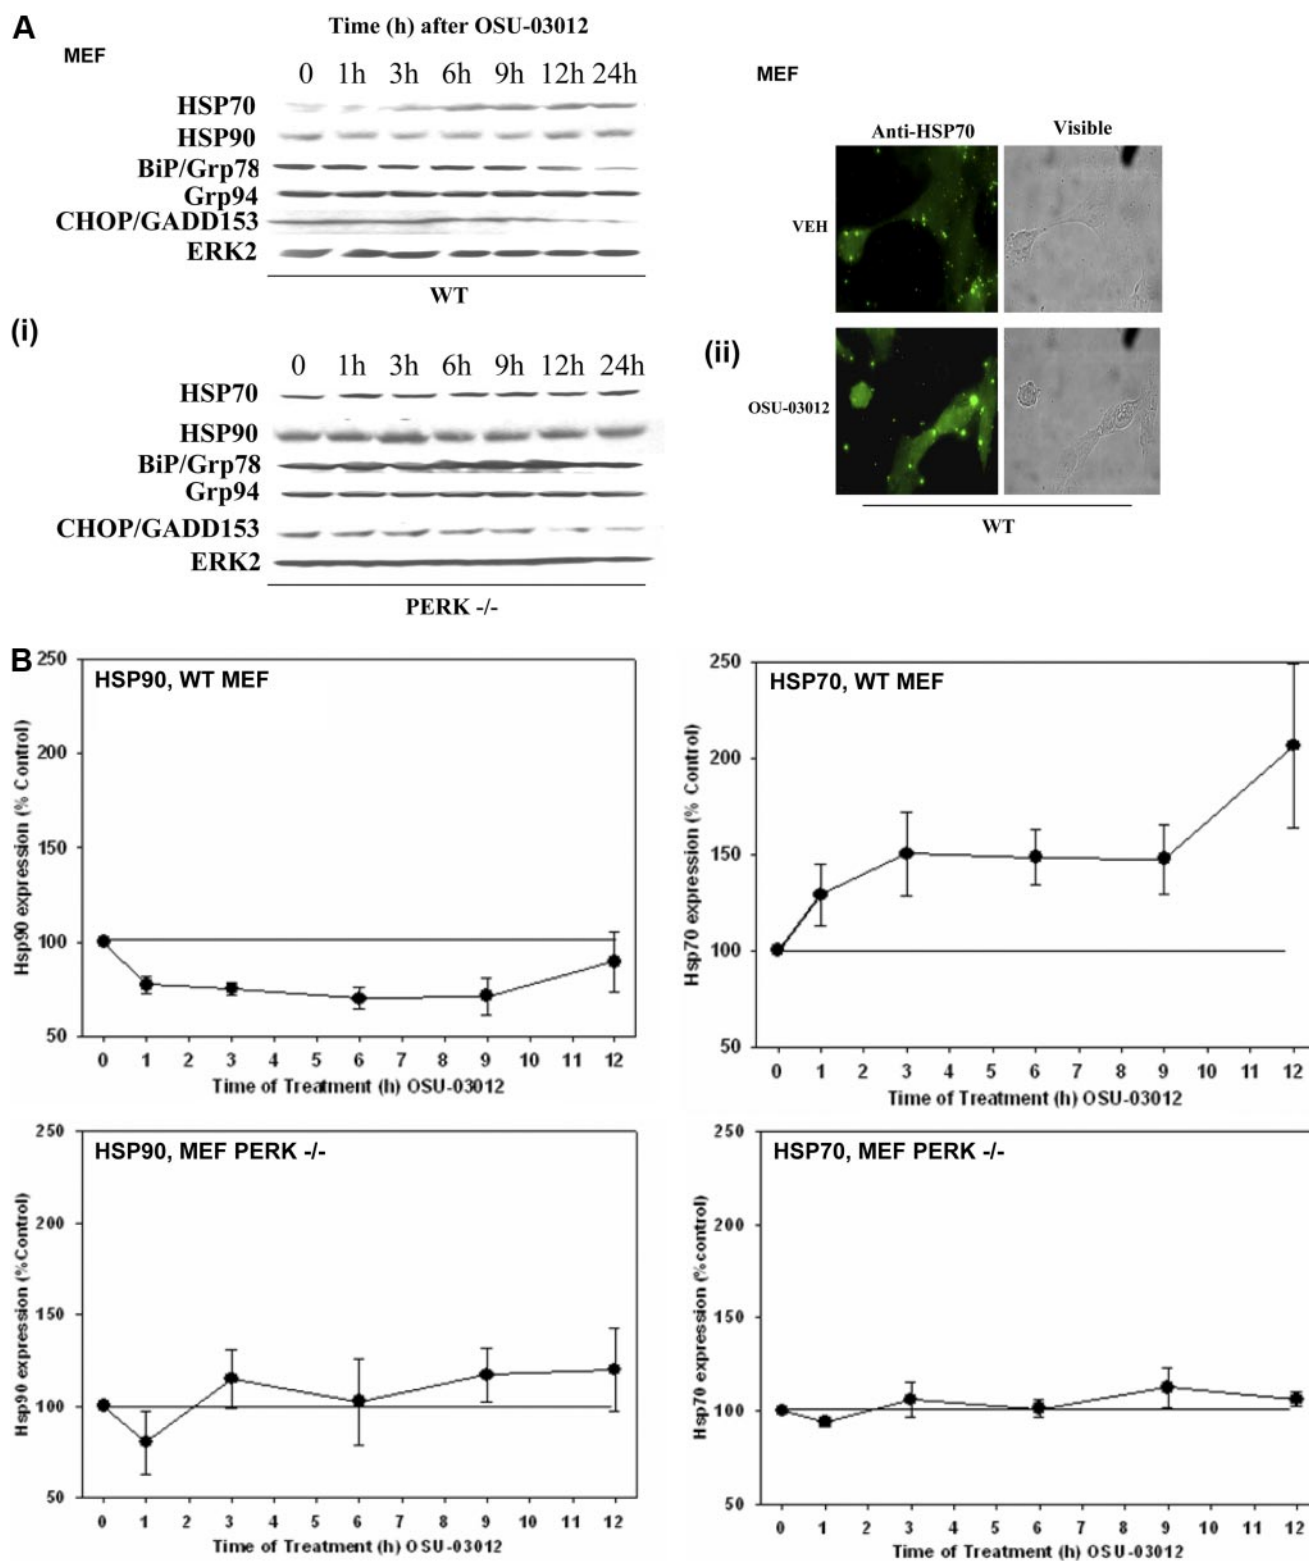 A
MEF
Time (h) after OSU-03012
0 1h 3h 6h 9h 12h 24h
HSP70
HSP90
BiP/Grp78
Grp94
CHOP/GADD153
ERK2
WT
(i)
0 1h 3h 6h 9h 12h 24h
HSP70
HSP90
BiP/Grp78
Grp94
CHOP/GADD153
ERK2
PERK -/-
MEF
Anti-HSP70 Visible
VEH
(ii)
OSU-03012
WT
B
HSP90, WT MEF
Hsp90 expression (% Control)
250
200
150
100
50
0 1 2 3 4 5 6 7 8 9 10 11 12
Time of Treatment (h) OSU-03012
HSP70, WT MEF
Hsp70 expression (% Control)
250
200
150
100
50
0 1 2 3 4 5 6 7 8 9 10 11 12
Time of Treatment (h) OSU-03012
HSP90, MEF PERK -/-
Hsp90 expression (%Control)
250
200
150
100
50
0 1 2 3 4 5 6 7 8 9 10 11 12
Time of Treatment (h) OSU-03012
HSP70, MEF PERK -/-
Hsp70 expression (%control)
250
200
150
100
50
0 1 2 3 4 5 6 7 8 9 10 11 12
Time of Treatment (h) OSU-03012